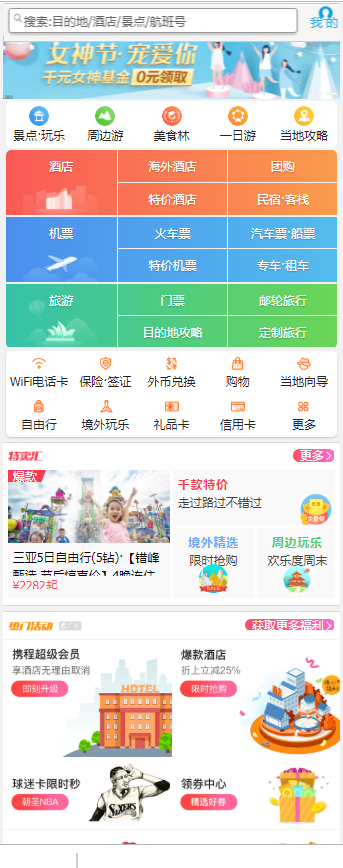 搜索:目的地/酒店/景点/航班号
我的
女神节·宠爱你
千元女神基金 0元领取
景点·玩乐 周边游 美食林 一日游 当地攻略
酒店 海外酒店 团购
特价酒店 民宿·客栈
机票 火车票 汽车票·船票
特价机票 专车·租车
旅游 门票 邮轮旅行
目的地攻略 定制旅行
WiFi电话卡 保险·签证 外币兑换 购物 当地向导
自由行 境外玩乐 礼品卡 信用卡 更多
特卖汇 更多
爆款
三亚5日自由行(5钻)·【错峰
¥2282起
千款特价
走过路过不错过
境外精选
限时抢购
SALE
周边玩乐
欢乐度周末
热门活动 广告 获取更多福利
携程超级会员
享酒店无理由取消
即刻升级
HOTEL
爆款酒店
折上立减25%
限时抢购
球迷卡限时秒
朝圣NBA
SIXERS
领券中心
精选好券